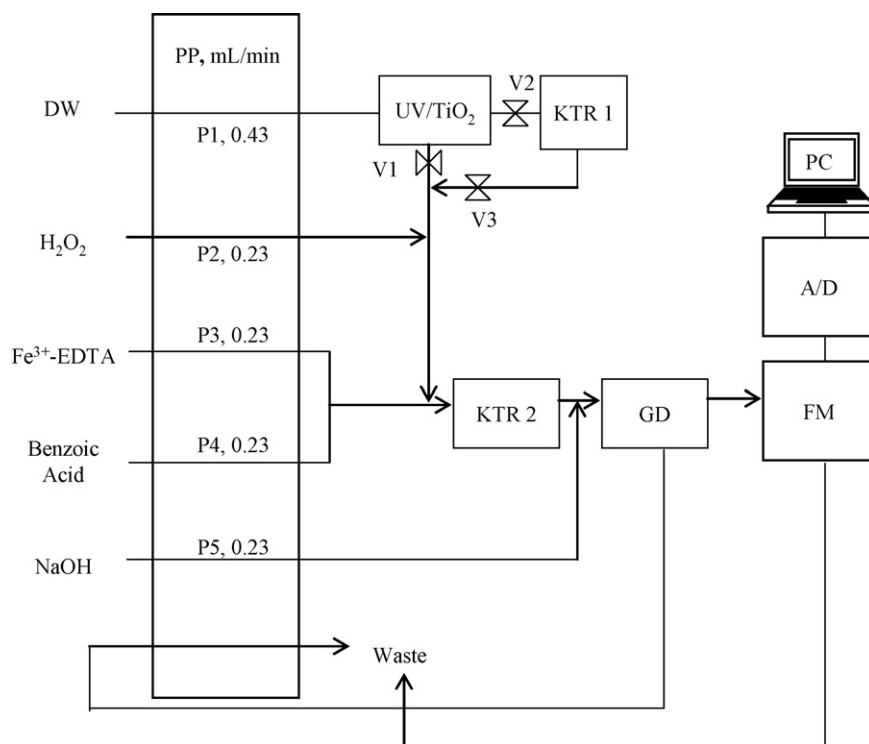 PP, mL/min
DW
P1, 0.43
UV/TiO₂
V2
KTR 1
V1
V3
PC
H₂O₂
P2, 0.23
A/D
Fe³⁺-EDTA
P3, 0.23
KTR 2
GD
FM
Benzoic
Acid
P4, 0.23
NaOH
P5, 0.23
Waste